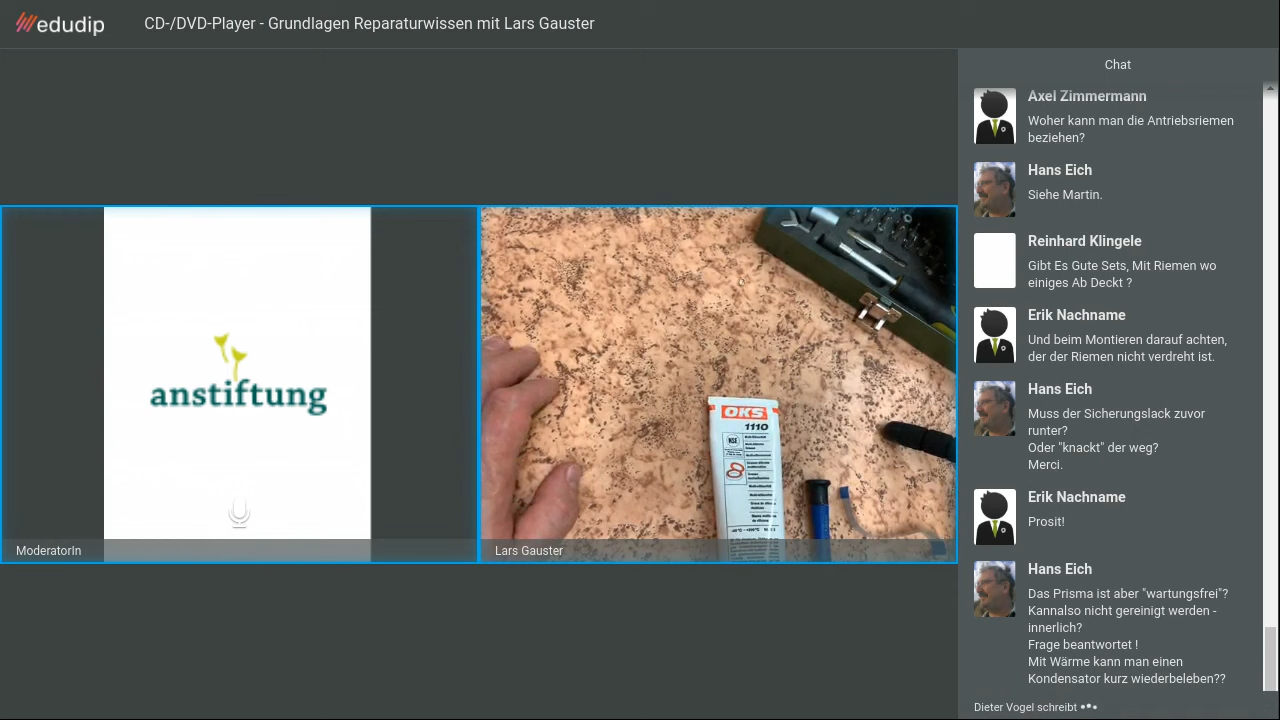 edudip
CD-/DVD-Player - Grundlagen Reparaturwissen mit Lars Gauster
Chat
Axel Zimmermann
Woher kann man die Antriebsriemen
beziehen?
Hans Eich
Siehe Martin.
Reinhard Klingele
Gibt Es Gute Sets, Mit Riemen wo
einiges Ab Deckt ?
Erik Nachname
Und beim Montieren darauf achten,
der der Riemen nicht verdreht ist.
Hans Eich
Muss der Sicherungslack zuvor
runter?
Oder "knackt" der weg?
Merci.
Erik Nachname
Prosit!
Hans Eich
Das Prisma ist aber "wartungsfrei"?
Kannalso nicht gereinigt werden -
innerlich?
Frage beantwortet !
Mit Wärme kann man einen
Kondensator kurz wiederbeleben??
Dieter Vogel schreibt
anstiftung
ModeratorIn
OKS
1110
NSF
Lars Gauster